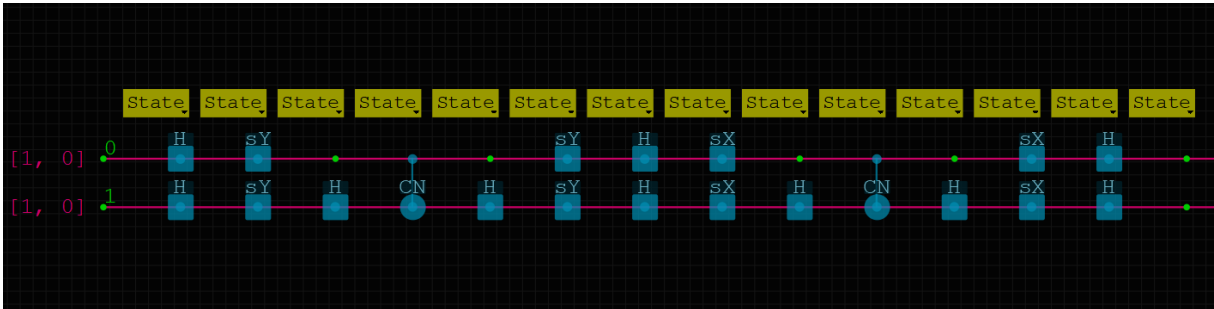 State State State State State State State State State State State State State State
H sY sY H sX sX H
[1, 0] 0
H sY H CN H sY H sX H CN H sX H
[1, 0] 1